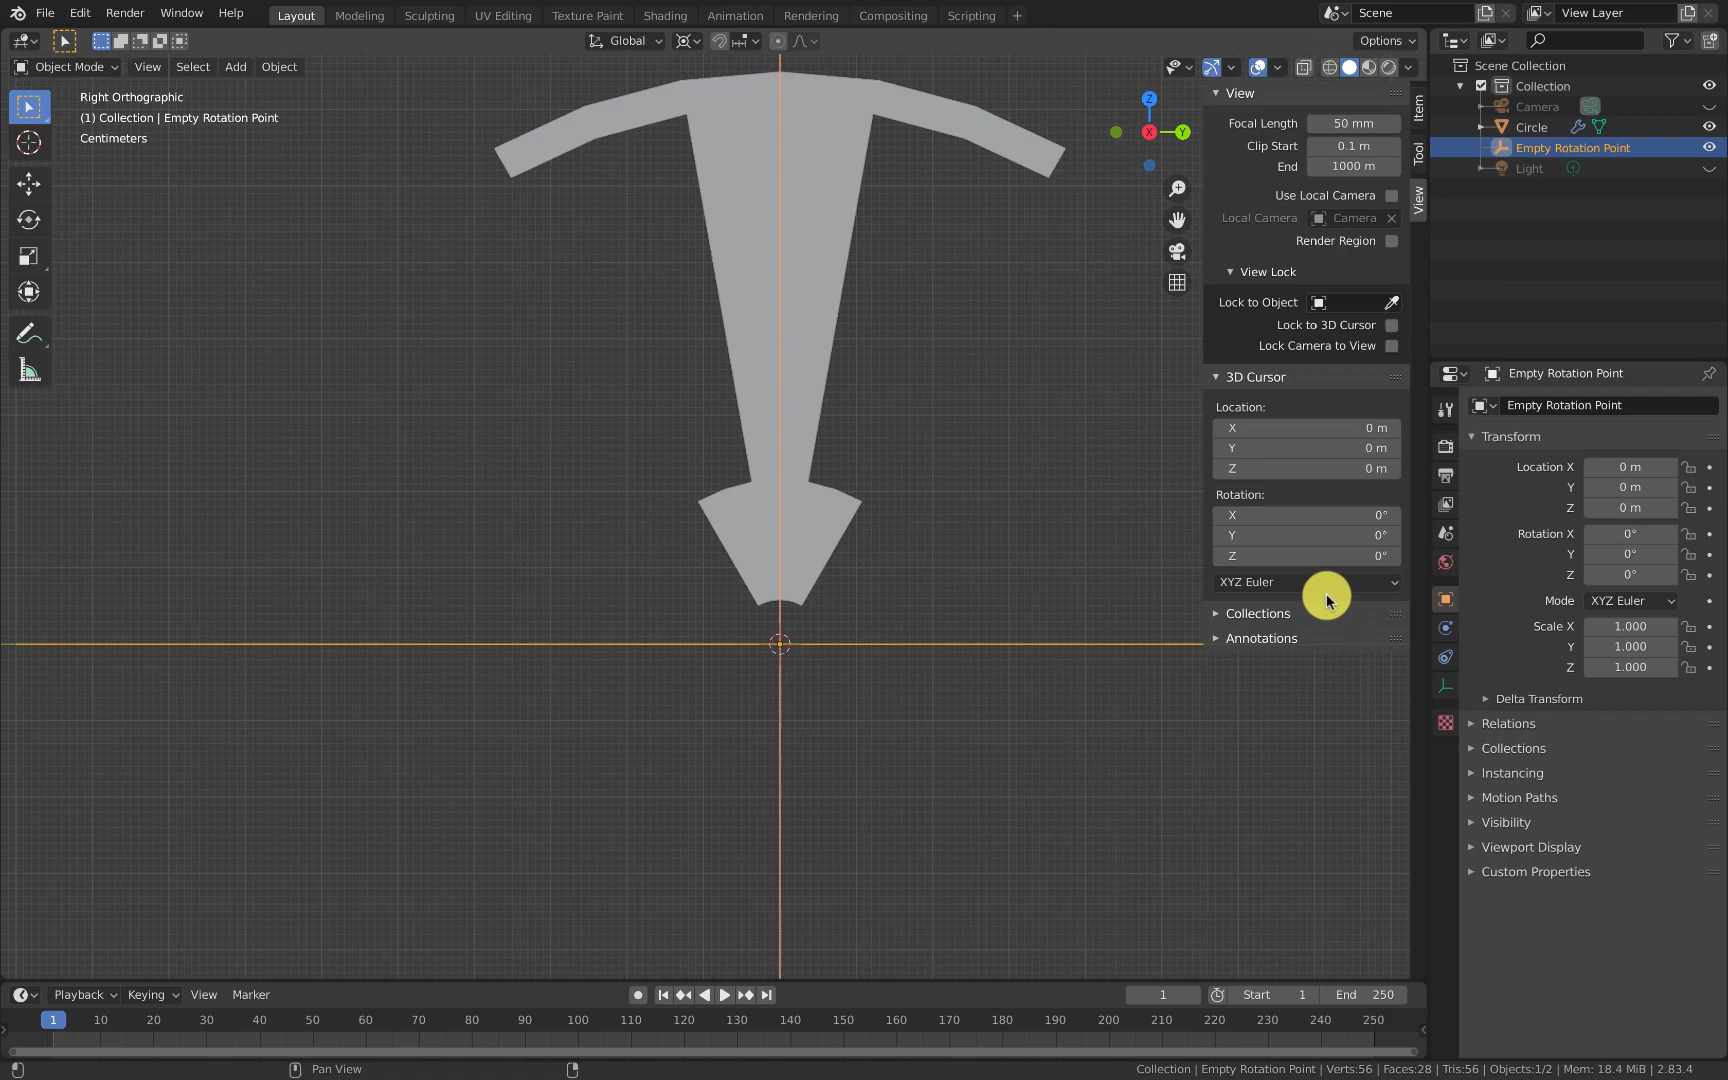 File Edit Render Window Help Layout Modeling Sculpting UV Editing Texture Paint Shading Animation Rendering Compositing Scripting + Scene View Layer
Global Options
Object Mode View Select Add Object
Right Orthographic
(1) Collection | Empty Rotation Point
Centimeters
Z
X
Y
View
Focal Length 50 mm
Clip Start 0.1 m
End 1000 m
Use Local Camera
Local Camera Camera
Render Region
View Lock
Lock to Object
Lock to 3D Cursor
Lock Camera to View
3D Cursor
Location:
X 0 m
Y 0 m
Z 0 m
Rotation:
X 0°
Y 0°
Z 0°
XYZ Euler
Collections
Annotations
Item
Tool
View
Scene Collection
Collection
Camera
Circle
Empty Rotation Point
Light
Empty Rotation Point
Empty Rotation Point
Transform
Location X 0 m
Y 0 m
Z 0 m
Rotation X 0°
Y 0°
Z 0°
Mode XYZ Euler
Scale X 1.000
Y 1.000
Z 1.000
Delta Transform
Relations
Collections
Instancing
Motion Paths
Visibility
Viewport Display
Custom Properties
Playback Keying View Marker 1 Start 1 End 250
1 10 20 30 40 50 60 70 80 90 100 110 120 130 140 150 160 170 180 190 200 210 220 230 240 250
Pan View
Collection | Empty Rotation Point | Verts:56 | Faces:28 | Tris:56 | Objects:1/2 | Mem: 18.4 MiB | 2.83.4